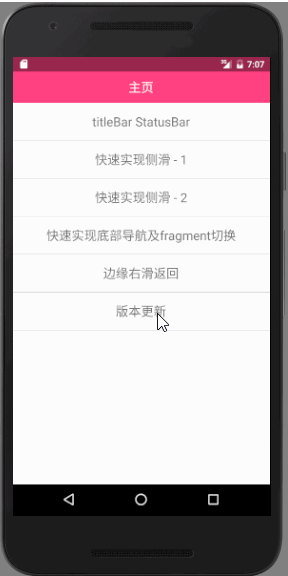 7:07
主页
titleBar StatusBar
快速实现侧滑 - 1
快速实现侧滑 - 2
快速实现底部导航及fragment切换
边缘右滑返回
版本更新